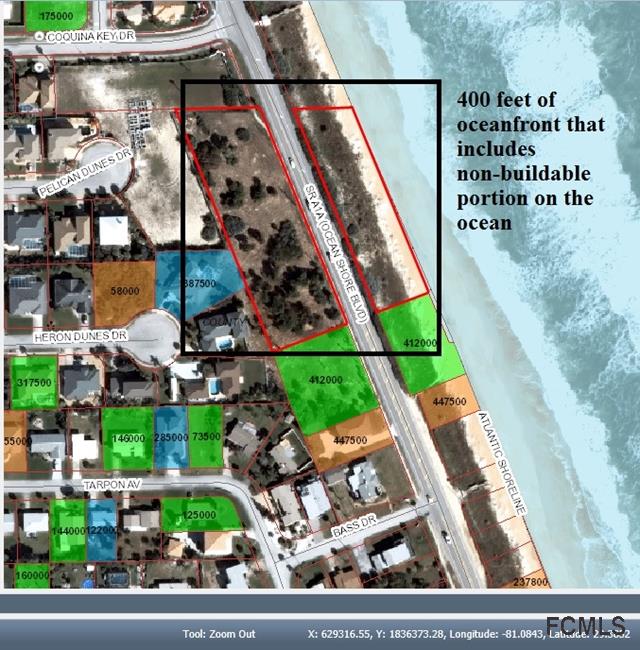 175000
COQUINA KEY DR
400 feet of
oceanfront that
includes
non-buildable
portion on the
ocean
PELICAN DUNES DR
SR A1A (OCEAN SHORE BLVD)
58000
387500
COUNTY
HERON DUNES DR
412000
412000
317500
447500
447500
55000
146000
285000
73500
ATLANTIC SHORELINE
TARPON AV
125000
144000
122000
BASS DR
160000
237800
FCMLS
Tool: Zoom Out
X: 629316.55, Y: 1836373.28, Longitude: -81.0843, Latitude: